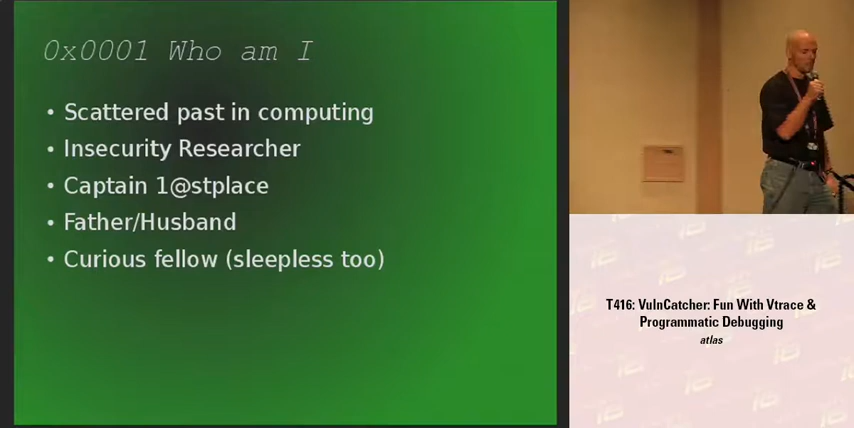 0x0001 Who am I
• Scattered past in computing
• Insecurity Researcher
• Captain 1@stplace
• Father/Husband
• Curious fellow (sleepless too)
T416: VulnCatcher: Fun With Vtrace &
Programmatic Debugging
atlas